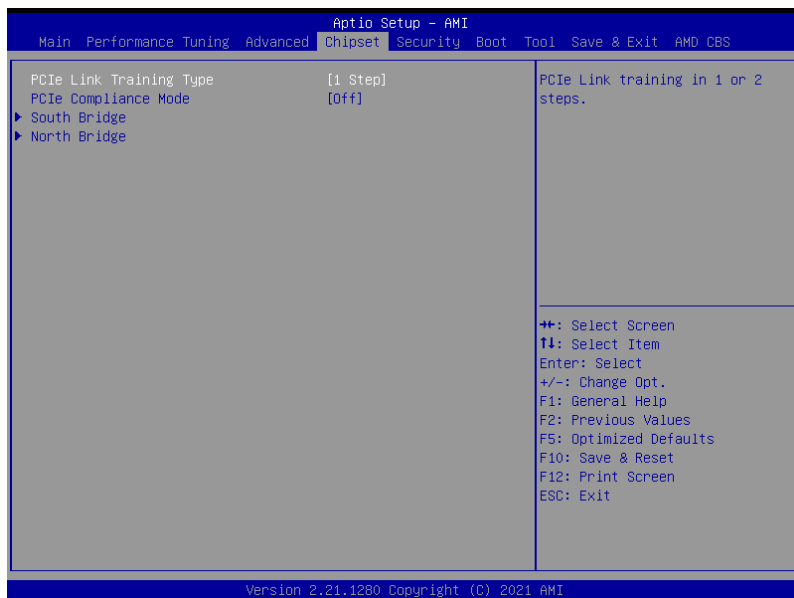 Aptio Setup - AMI
Main Performance Tuning Advanced Chipset Security Boot Tool Save & Exit AMD CBS
PCIe Link Training Type [1 Step]
PCIe Compliance Mode [Off]
South Bridge
North Bridge
PCIe Link training in 1 or 2
steps.
→←: Select Screen
↑↓: Select Item
Enter: Select
+/-: Change Opt.
F1: General Help
F2: Previous Values
F5: Optimized Defaults
F10: Save & Reset
F12: Print Screen
ESC: Exit
Version 2.21.1280 Copyright (C) 2021 AMI